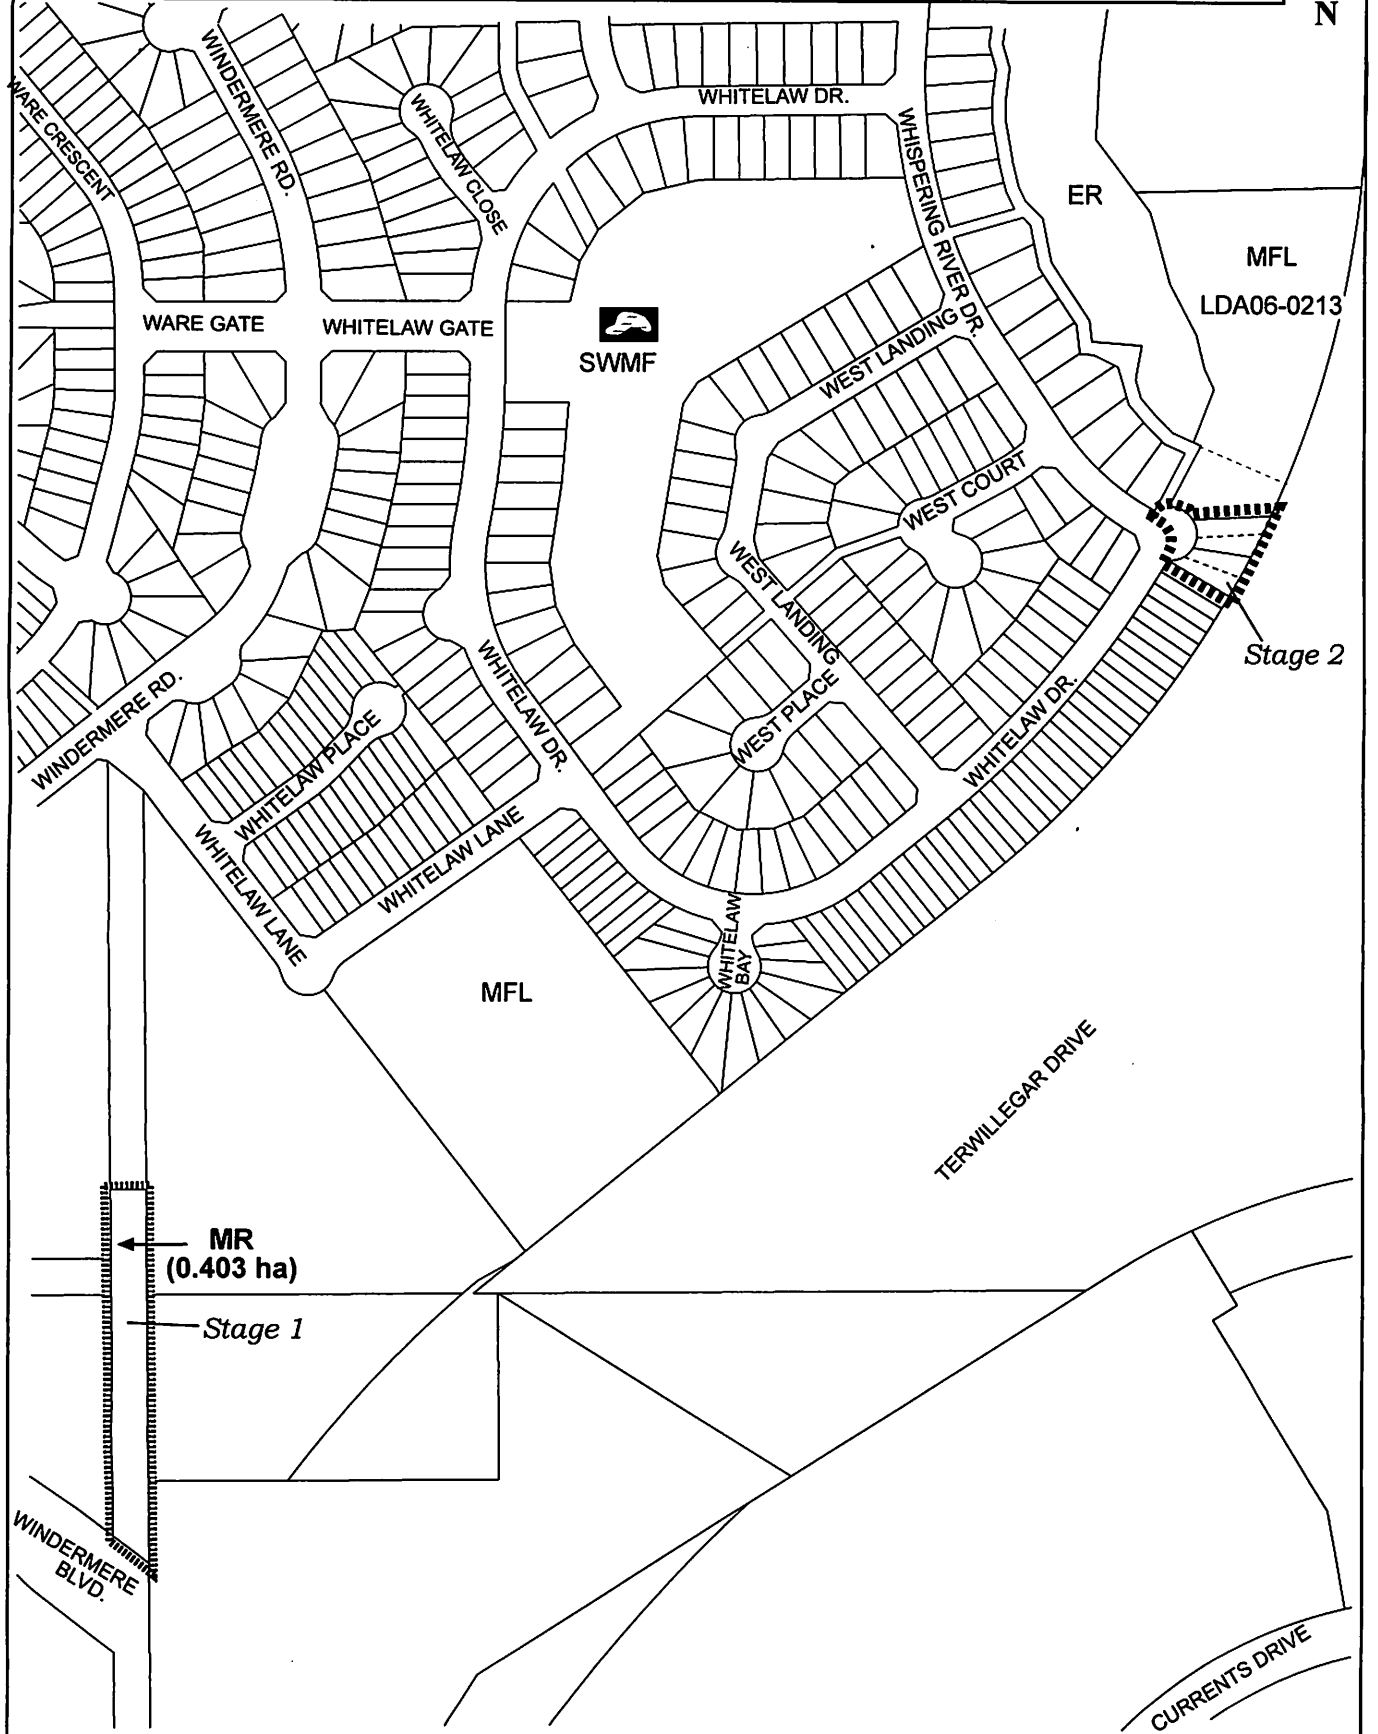 N
WARE CRESCENT
WINDERMERE RD.
WHITELAW CLOSE
WHITELAW DR.
WHISPERING RIVER DR.
ER
MFL
LDA06-0213
WARE GATE
WHITELAW GATE
SWMF
WEST LANDING
WEST COURT
WEST LANDING
Stage 2
WHITELAW DR.
WEST PLACE
WHITELAW DR.
WINDERMERE RD.
WHITELAW PLACE
WHITELAW LANE
WHITELAW LANE
WHITELAW
BAY
MFL
TERWILLEGAR DRIVE
MR
(0.403 ha)
Stage 1
WINDERMERE
BLVD.
CURRENTS DRIVE